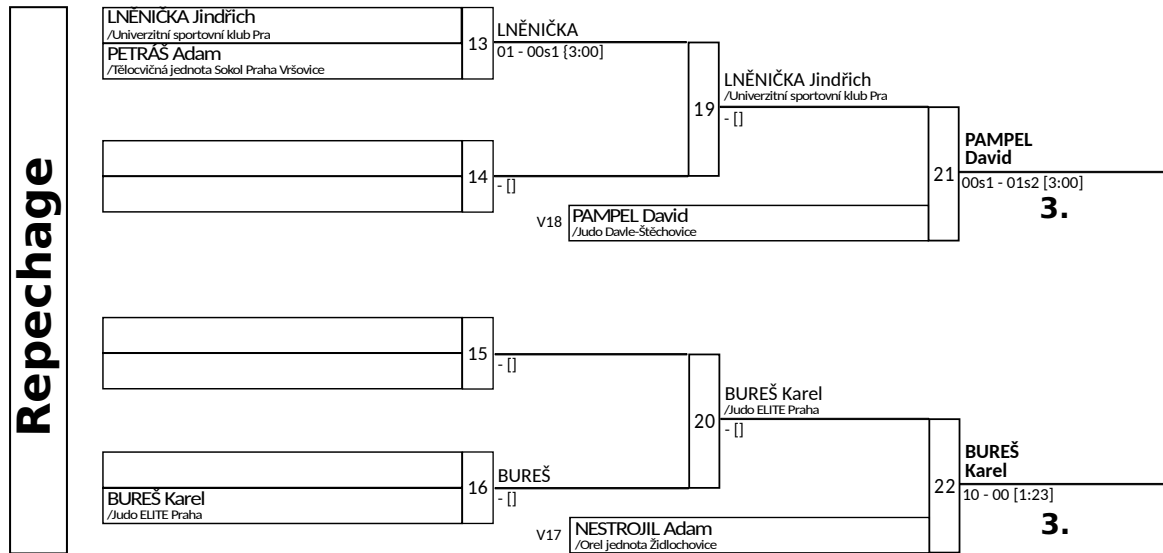 Repechage
LNĚNIČKA Jindřich
/Univerzitní sportovní klub Pra
PETRÁŠ Adam
/Tělocvičná jednota Sokol Praha Vršovice
13
LNĚNIČKA
01 - 00s1 [3:00]
14
- []
19
LNĚNIČKA Jindřich
/Univerzitní sportovní klub Pra
- []
V18
PAMPEL David
/Judo Davle-Štěchovice
21
PAMPEL
David
00s1 - 01s2 [3:00]
3.
15
- []
BUREŠ Karel
/Judo ELITE Praha
16
BUREŠ
- []
20
BUREŠ Karel
/Judo ELITE Praha
- []
V17
NESTROJIL Adam
/Orel jednota Židlochovice
22
BUREŠ
Karel
10 - 00 [1:23]
3.